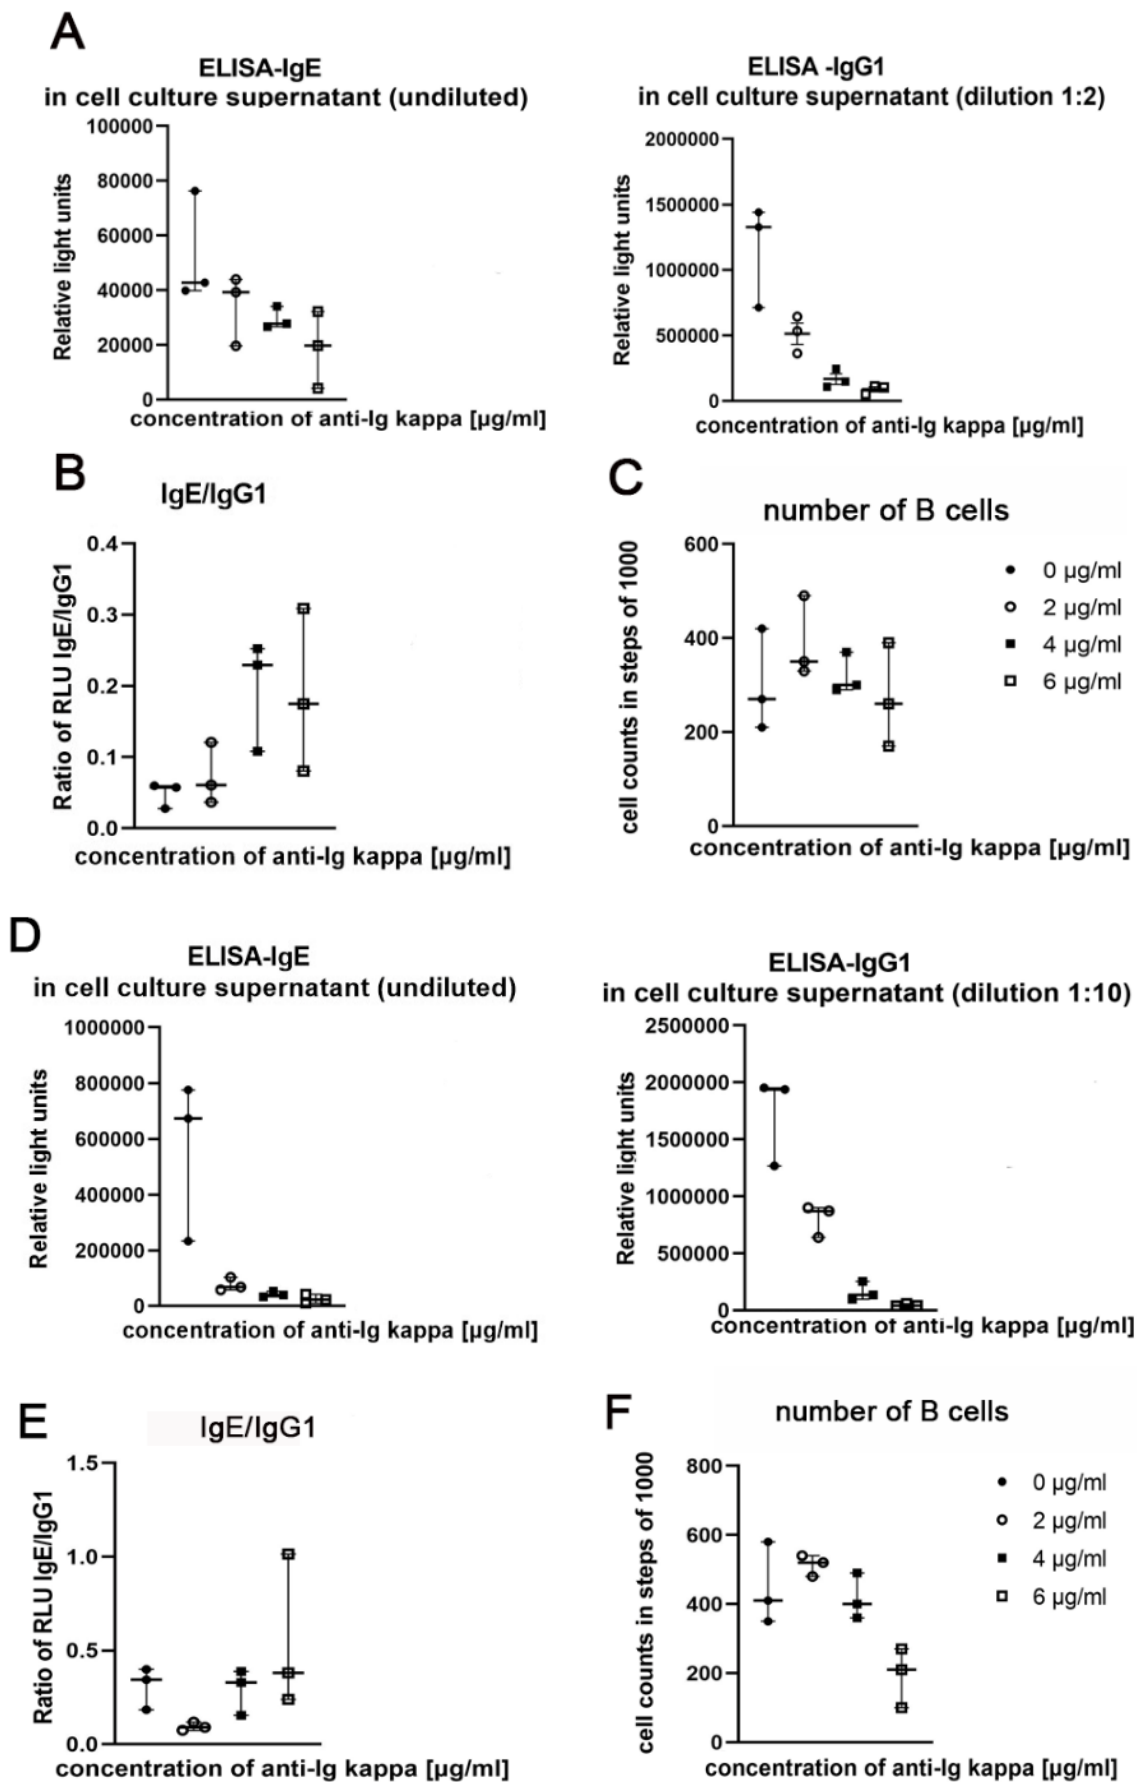 A
ELISA-IgE
in cell culture supernatant (undiluted)
Relative light units
100000
80000
60000
40000
20000
0
concentration of anti-Ig kappa [µg/ml]
ELISA -IgG1
in cell culture supernatant (dilution 1:2)
Relative light units
2000000
1500000
1000000
500000
0
concentration of anti-Ig kappa [µg/ml]
B
IgE/IgG1
Ratio of RLU IgE/IgG1
0.4
0.3
0.2
0.1
0.0
concentration of anti-Ig kappa [µg/ml]
C
number of B cells
cell counts in steps of 1000
600
400
200
0
concentration of anti-Ig kappa [µg/ml]
0 µg/ml
2 µg/ml
4 µg/ml
6 µg/ml
D
ELISA-IgE
in cell culture supernatant (undiluted)
Relative light units
1000000
800000
600000
400000
200000
0
concentration of anti-Ig kappa [µg/ml]
ELISA-IgG1
in cell culture supernatant (dilution 1:10)
Relative light units
2500000
2000000
1500000
1000000
500000
0
concentration of anti-Ig kappa [µg/ml]
E
IgE/IgG1
Ratio of RLU IgE/IgG1
1.5
1.0
0.5
0.0
concentration of anti-Ig kappa [µg/ml]
F
number of B cells
cell counts in steps of 1000
800
600
400
200
0
concentration of anti-Ig kappa [µg/ml]
0 µg/ml
2 µg/ml
4 µg/ml
6 µg/ml